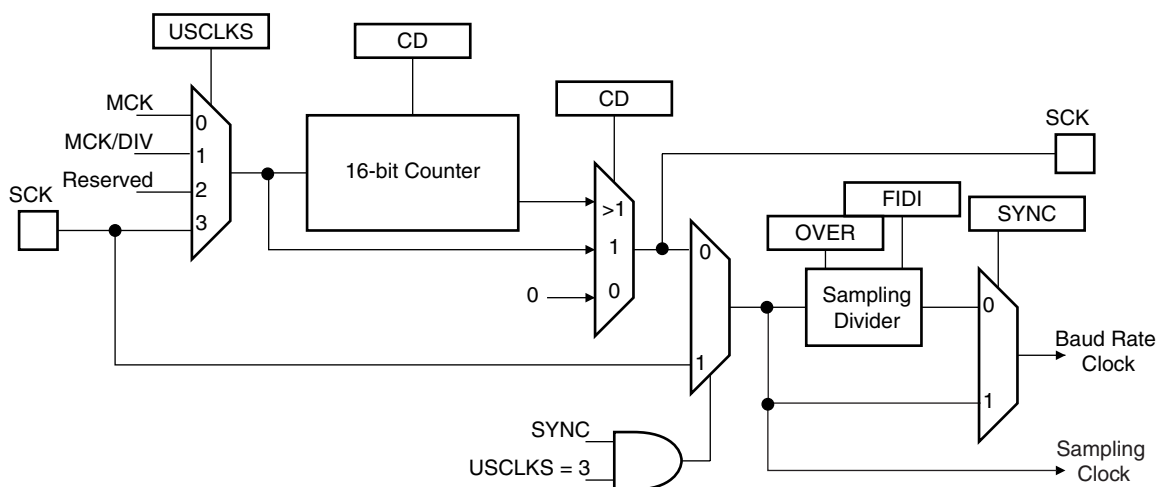 USCLKS
CD
CD
MCK
0
MCK/DIV
1
Reserved
2
SCK
3
16-bit Counter
>1
1
0
0
SCK
FIDI
OVER
SYNC
0
1
Sampling
Divider
0
1
Baud Rate
Clock
SYNC
USCLKS = 3
Sampling
Clock